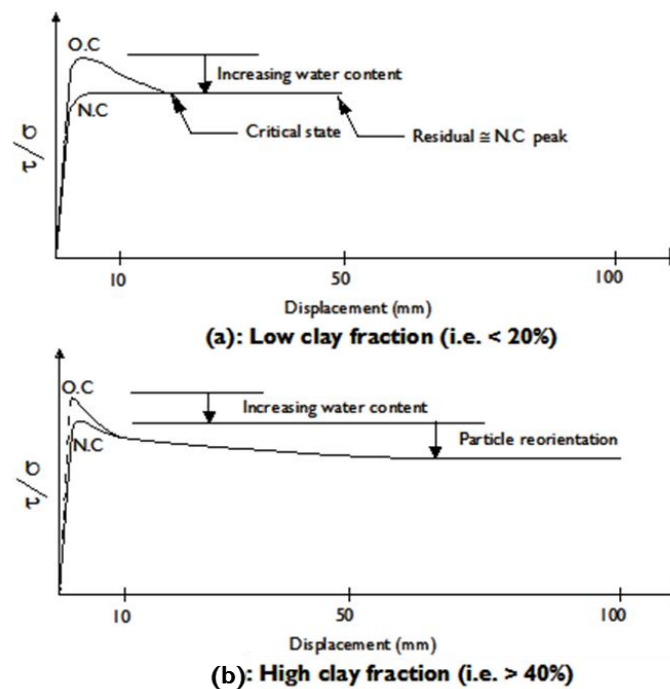 O.C
Increasing water content
N.C
Critical state
Residual ≅ N.C peak
τ/σ
10
50
100
Displacement (mm)
(a): Low clay fraction (i.e. < 20%)
O.C
Increasing water content
N.C
Particle reorientation
τ/σ
10
50
100
Displacement (mm)
(b): High clay fraction (i.e. > 40%)